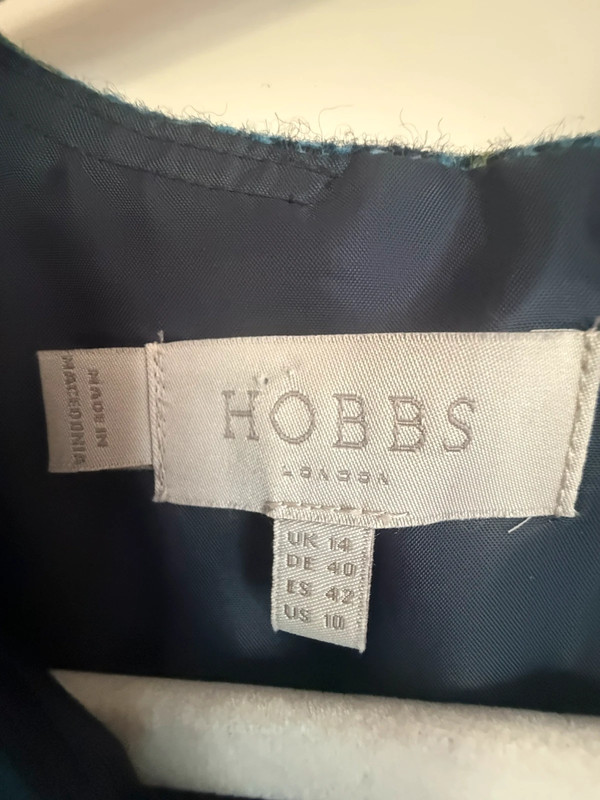 HOBBS
LONDON
MADE IN
MACEDONIA
UK 14
DE 40
ES 42
US 10